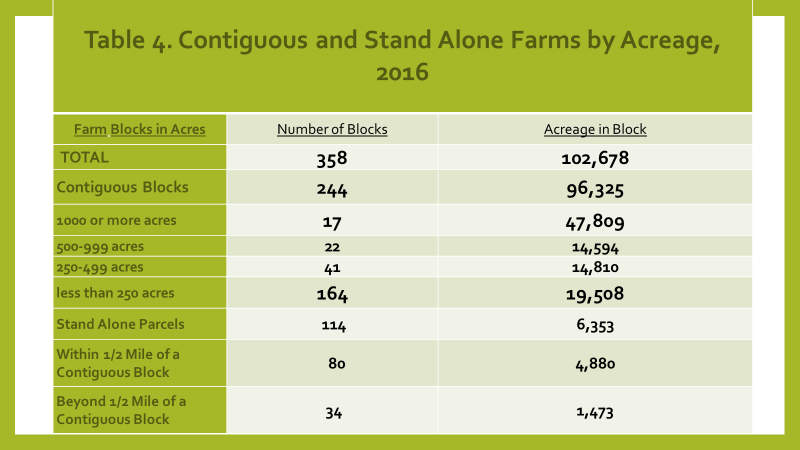 Table 4. Contiguous and Stand Alone Farms by Acreage,
2016
Farm Blocks in Acres Number of Blocks Acreage in Block
TOTAL 358 102,678
Contiguous Blocks 244 96,325
1000 or more acres 17 47,809
500-999 acres 22 14,594
250-499 acres 41 14,810
less than 250 acres 164 19,508
Stand Alone Parcels 114 6,353
Within 1/2 Mile of a
Contiguous Block 80 4,880
Beyond 1/2 Mile of a
Contiguous Block 34 1,473